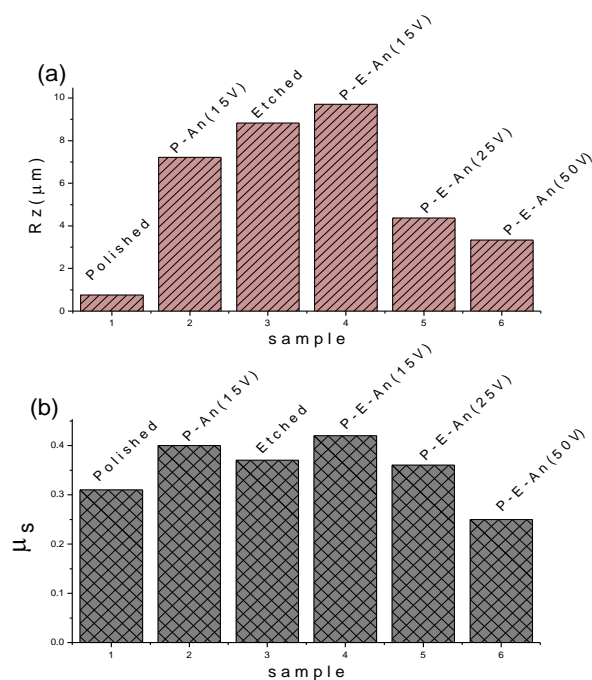 (a)
Rz(μm)
10
8
6
4
2
0
Polished
P-An(15V)
Etched
P-E-An(15V)
P-E-An(25V)
P-E-An(50V)
1 2 3 4 5 6
sample
(b)
μs
0.4
0.3
0.2
0.1
0.0
Polished
P-An(15V)
Etched
P-E-An(15V)
P-E-An(25V)
P-E-An(50V)
1 2 3 4 5 6
sample